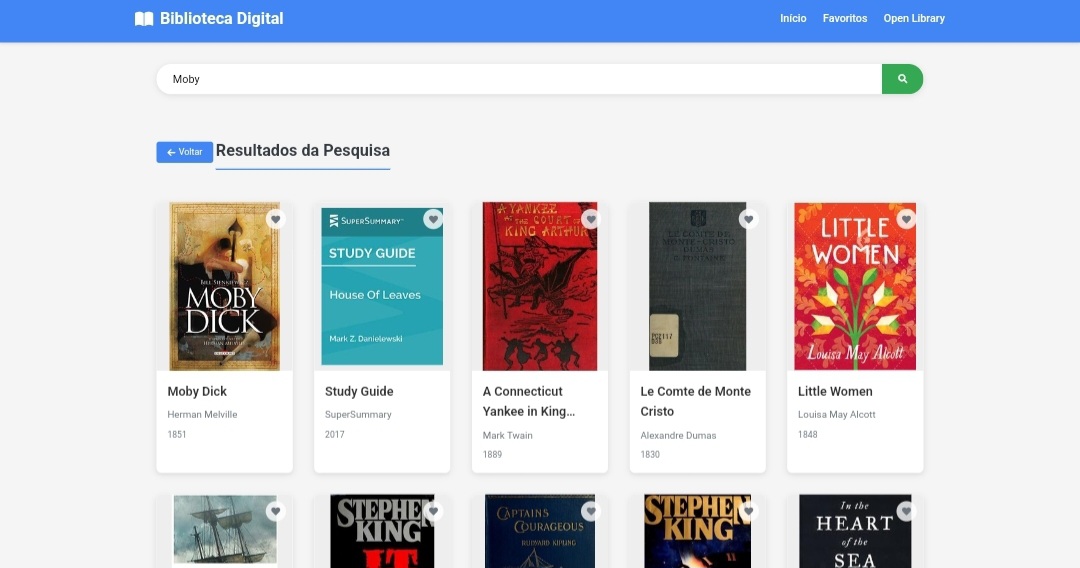 Biblioteca Digital
Início Favoritos Open Library
Moby
Voltar
Resultados da Pesquisa
BILL SIENKIEWICZ
MOBY
DICK
HERMAN MELVILLE
SUPERSUMMARY
STUDY GUIDE
House Of Leaves
Mark Z. Danielewski
A YANKEE
KING ARTHUR
LE COMTE DE
MONTE-CRISTO
DUMAS
LITTLE
WOMEN
Louisa May Alcott
Moby Dick
Herman Melville
1851
Study Guide
SuperSummary
2017
A Connecticut
Yankee in King...
Mark Twain
1889
Le Comte de Monte
Cristo
Alexandre Dumas
1830
Little Women
Louisa May Alcott
1848
STEPHEN
KING
IT
CAPTAINS
COURAGEOUS
RUDYARD KIPLING
STEPHEN
KING
In the
HEART
of the
SEA